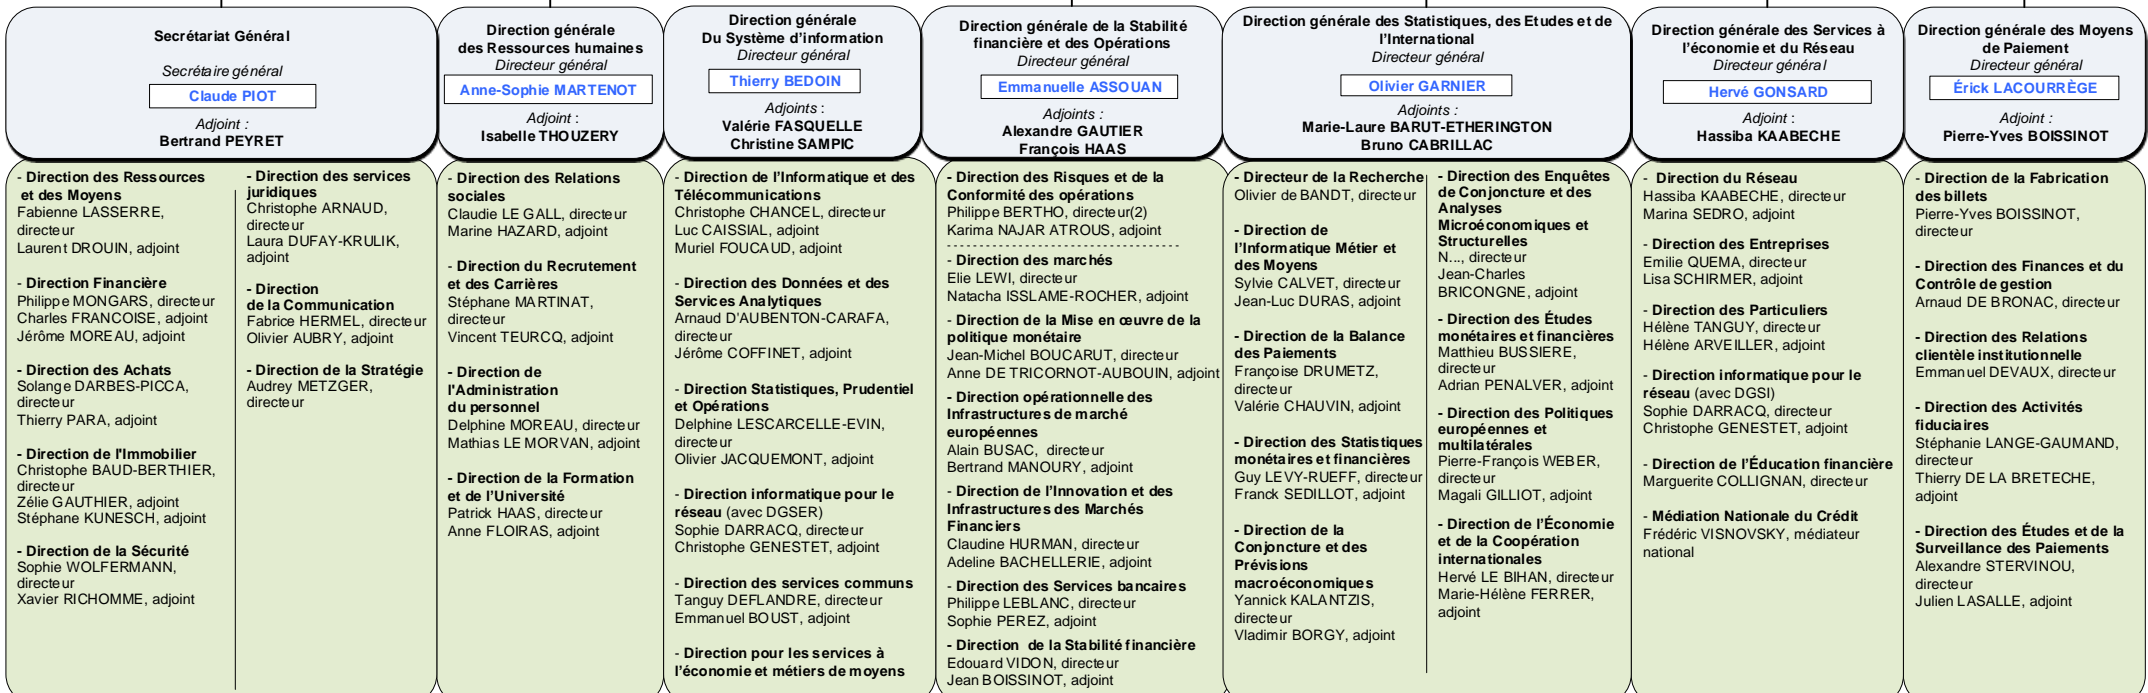 Secrétariat Général
Secrétaire général
Claude PIOT
Adjoint :
Bertrand PEYRET
- Direction des Ressources
et des Moyens
Fabienne LASSERRE,
directeur
Laurent DROUIN, adjoint
- Direction Financière
Philippe MONGARS, directeur
Charles FRANCOISE, adjoint
Jérôme MOREAU, adjoint
- Direction des Achats
Solange DARBES-PICCA,
directeur
Thierry PARA, adjoint
- Direction de l'Immobilier
Christophe BAUD-BERTHIER,
directeur
Zélie GAUTHIER, adjoint
Stéphane KUNESCH, adjoint
- Direction de la Sécurité
Sophie WOLFERMANN,
directeur
Xavier RICHOMME, adjoint
- Direction des services
juridiques
Christophe ARNAUD,
directeur
Laura DUFAY-KRULIK,
adjoint
- Direction
de la Communication
Fabrice HERMEL, directeur
Olivier AUBRY, adjoint
- Direction de la Stratégie
Audrey METZGER,
directeur
Direction générale
des Ressources humaines
Directeur général
Anne-Sophie MARTENOT
Adjoint :
Isabelle THOUZERY
- Direction des Relations
sociales
Claudie LE GALL, directeur
Marine HAZARD, adjoint
- Direction du Recrutement
et des Carrières
Stéphane MARTINAT,
directeur
Vincent TEURCQ, adjoint
- Direction de
l'Administration
du personnel
Delphine MOREAU, directeur
Mathias LE MORVAN, adjoint
- Direction de la Formation
et de l'Université
Patrick HAAS, directeur
Anne FLOIRAS, adjoint
Direction générale
Du Système d'information
Directeur général
Thierry BEDOIN
Adjoints :
Valérie FASQUELLE
Christine SAMPIC
- Direction de l'Informatique et des
Télécommunications
Christophe CHANCEL, directeur
Luc CAISSIAL, adjoint
Muriel FOUCAUD, adjoint
- Direction des Données et des
Services Analytiques
Arnaud D'AUBENTON-CARAFA,
directeur
Jérôme COFFINET, adjoint
- Direction Statistiques, Prudentiel
et Opérations
Delphine LESCARCELLE-EVIN,
directeur
Olivier JACQUEMONT, adjoint
- Direction informatique pour le
réseau (avec DGSER)
Sophie DARRACQ, directeur
Christophe GENESTET, adjoint
- Direction des services communs
Tanguy DEFLANDRE, directeur
Emmanuel BOUST, adjoint
- Direction pour les services à
l'économie et métiers de moyens
Direction générale de la Stabilité
financière et des Opérations
Directeur général
Emmanuelle ASSOUAN
Adjoints :
Alexandre GAUTIER
François HAAS
- Direction des Risques et de la
Conformité des opérations
Philippe BERTHO, directeur(2)
Karima NAJAR ATROUS, adjoint
- Direction des marchés
Elie LEWI, directeur
Natacha ISSLAME-ROCHER, adjoint
- Direction de la Mise en œuvre de la
politique monétaire
Jean-Michel BOUCARUT, directeur
Anne DE TRICORNOT-AUBOUIN, adjoint
- Direction opérationnelle des
Infrastructures de marché
européennes
Alain BUSAC, directeur
Bertrand MANOURY, adjoint
- Direction de l'Innovation et des
Infrastructures des Marchés
Financiers
Claudine HURMAN, directeur
Adeline BACHELLERIE, adjoint
- Direction des Services bancaires
Philippe LEBLANC, directeur
Sophie PEREZ, adjoint
- Direction de la Stabilité financière
Edouard VIDON, directeur
Jean BOISSINOT, adjoint
Direction générale des Statistiques, des Etudes et de
l'International
Directeur général
Olivier GARNIER
Adjoints :
Marie-Laure BARUT-ETHERINGTON
Bruno CABRILLAC
- Directeur de la Recherche
Olivier de BANDT, directeur
- Direction de
l'Informatique Métier et
des Moyens
Sylvie CALVET, directeur
Jean-Luc DURAS, adjoint
- Direction de la Balance
des Paiements
Françoise DRUMETZ,
directeur
Valérie CHAUVIN, adjoint
- Direction des Statistiques
monétaires et financières
Guy LEVY-RUEFF, directeur
Franck SEDILLOT, adjoint
- Direction de la
Conjoncture et des
Prévisions
macroéconomiques
Yannick KALANTZIS,
directeur
Vladimir BORGY, adjoint
- Direction des Enquêtes
de Conjoncture et des
Analyses
Microéconomiques et
Structurelles
N..., directeur
Jean-Charles
BRICONGNE, adjoint
- Direction des Études
monétaires et financières
Matthieu BUSSIERE,
directeur
Adrian PENALVER, adjoint
- Direction des Politiques
européennes et
multilatérales
Pierre-François WEBER,
directeur
Magali GILLIOT, adjoint
- Direction de l'Économie
et de la Coopération
internationales
Hervé LE BIHAN, directeur
Marie-Hélène FERRER,
adjoint
Direction générale des Services à
l'économie et du Réseau
Directeur général
Hervé GONSARD
Adjoint :
Hassiba KAABECHE
- Direction du Réseau
Hassiba KAABECHE, directeur
Marina SEDRO, adjoint
- Direction des Entreprises
Emilie QUEMA, directeur
Lisa SCHIRMER, adjoint
- Direction des Particuliers
Hélène TANGUY, directeur
Hélène ARVEILLER, adjoint
- Direction informatique pour le
réseau (avec DGSI)
Sophie DARRACQ, directeur
Christophe GENESTET, adjoint
- Direction de l'Éducation financière
Marguerite COLLIGNAN, directeur
- Médiation Nationale du Crédit
Frédéric VISNOVSKY, médiateur
national
Direction générale des Moyens
de Paiement
Directeur général
Érick LACOURRÈGE
Adjoint :
Pierre-Yves BOISSINOT
- Direction de la Fabrication
des billets
Pierre-Yves BOISSINOT,
directeur
- Direction des Finances et du
Contrôle de gestion
Arnaud DE BRONAC, directeur
- Direction des Relations
clientèle institutionnelle
Emmanuel DEVAUX, directeur
- Direction des Activités
fiduciaires
Stéphanie LANGE-GAUMAND,
directeur
Thierry DE LA BRETECHE,
adjoint
- Direction des Études et de la
Surveillance des Paiements
Alexandre STERVINOU,
directeur
Julien LASALLE, adjoint